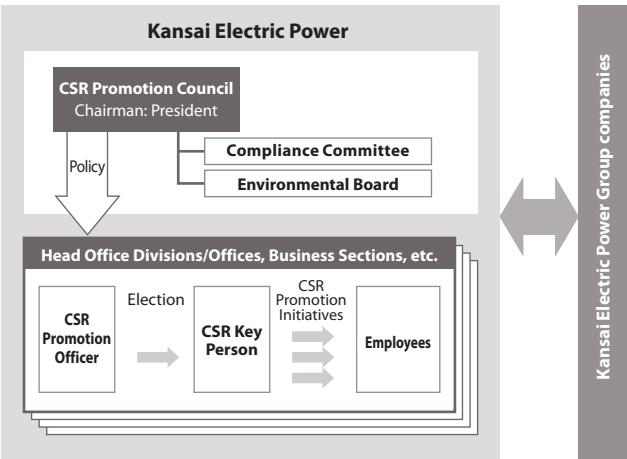 Kansai Electric Power
CSR Promotion Council
Chairman: President
Policy
Compliance Committee
Environmental Board
Head Office Divisions/Offices, Business Sections, etc.
CSR
Promotion
Officer
Election
CSR Key
Person
CSR
Promotion
Initiatives
Employees
Kansai Electric Power Group companies